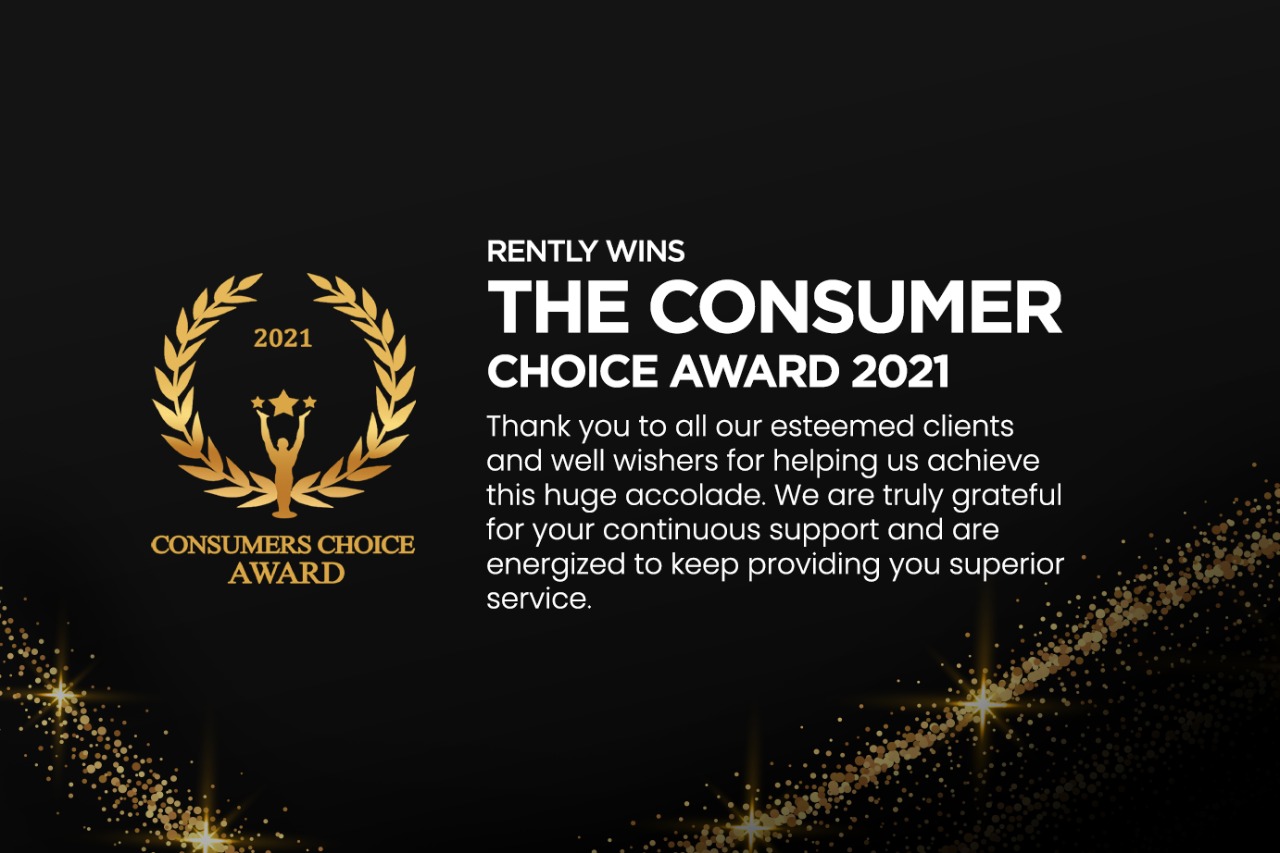 2021
CONSUMERS CHOICE
AWARD
RENTLY WINS
THE CONSUMER
CHOICE AWARD 2021
Thank you to all our esteemed clients
and well wishers for helping us achieve
this huge accolade. We are truly grateful
for your continuous support and are
energized to keep providing you superior
service.